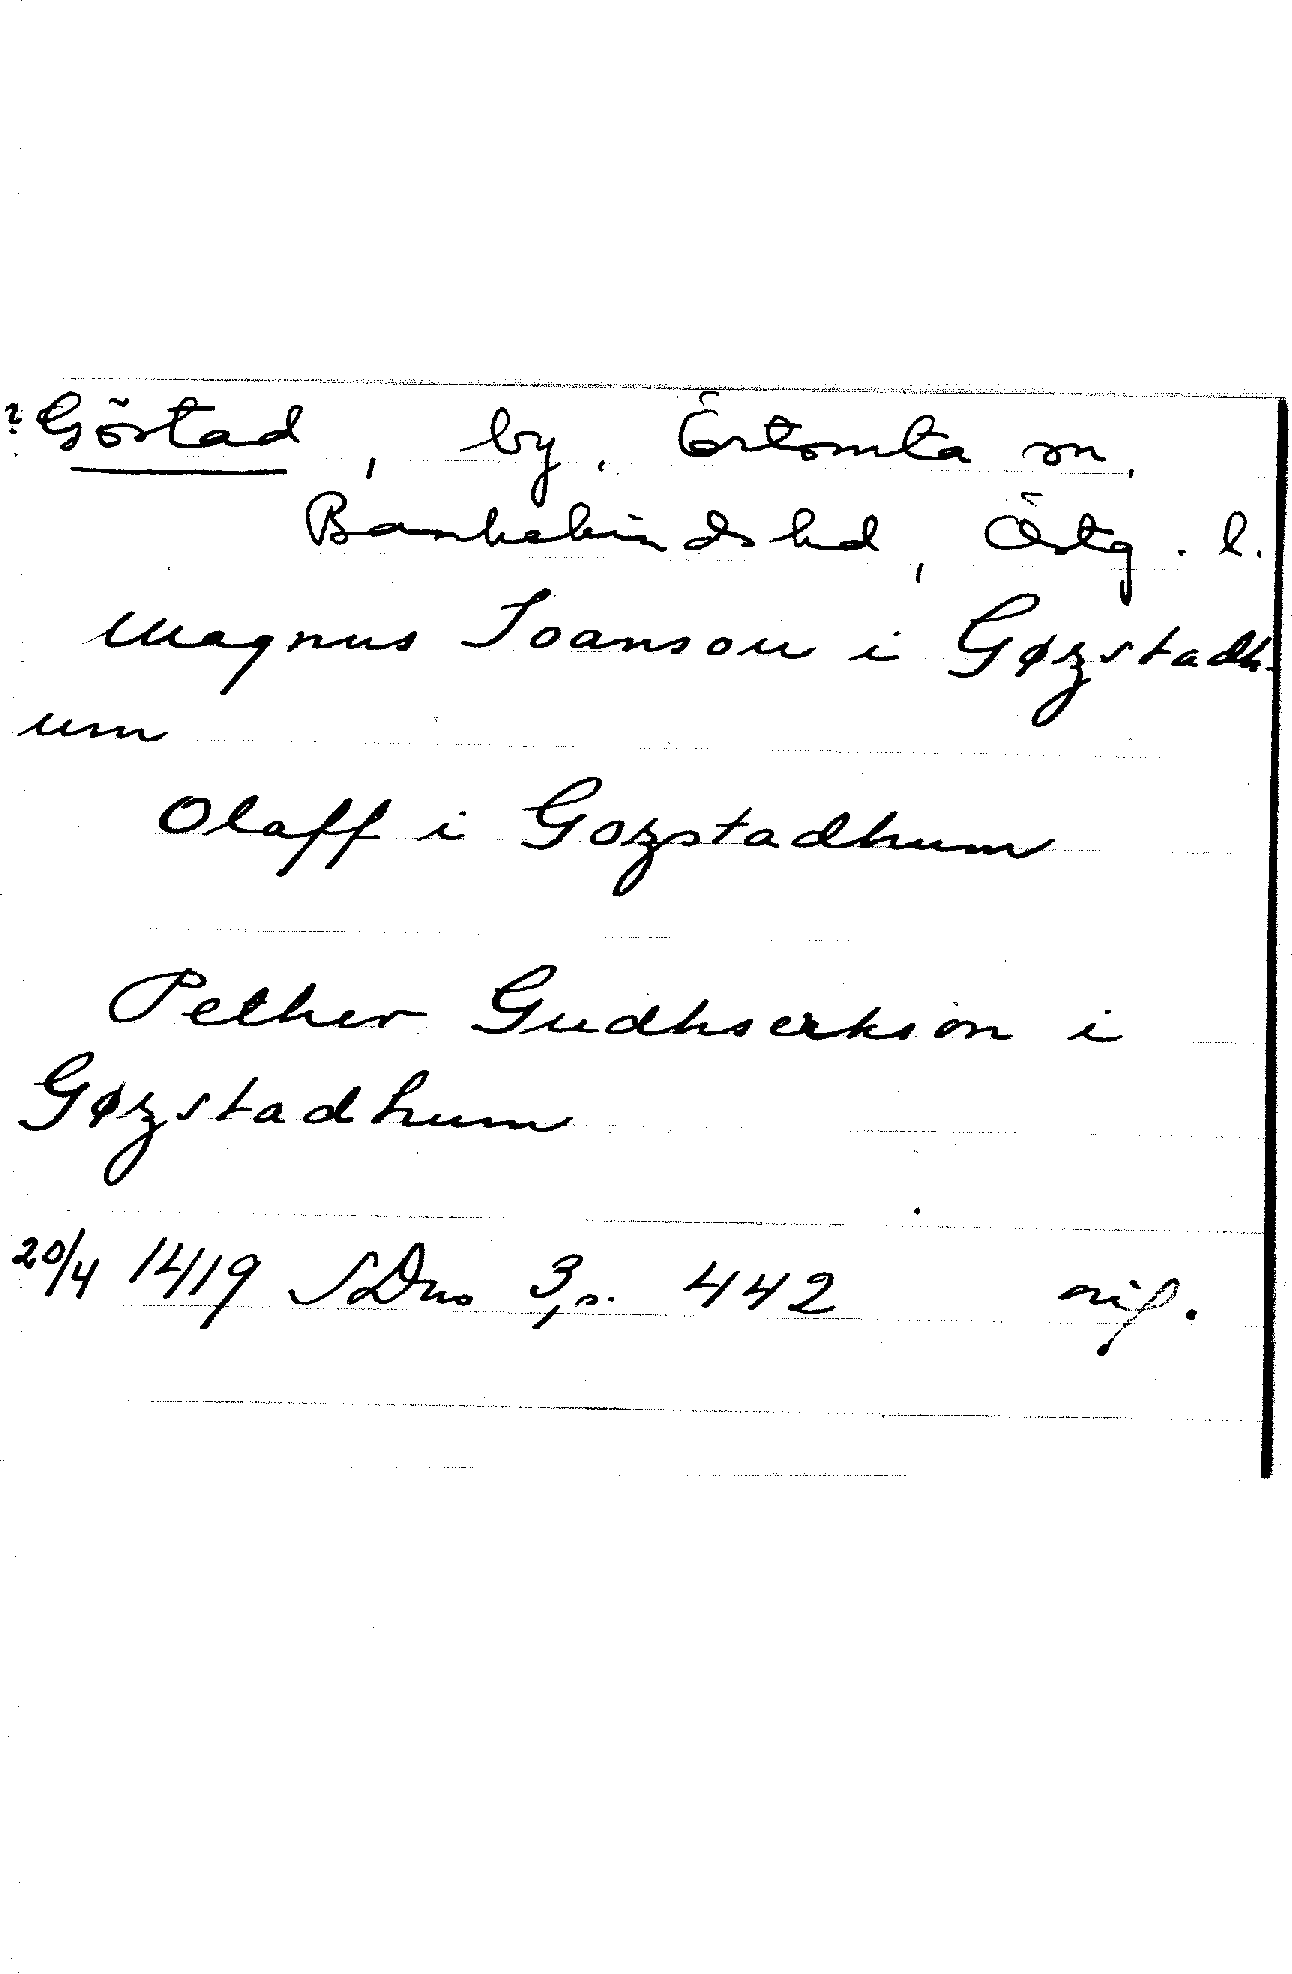 ? Görstad, by, Örtomta sn,
Bankekinds hd, Östg. l.
Magnus Joanson i Gøzstadh-
um
Olaff i Gozstadhum
Pether Gudhserkson i
Gøzstadhum
20/4 1419 SDns 3, s. 442